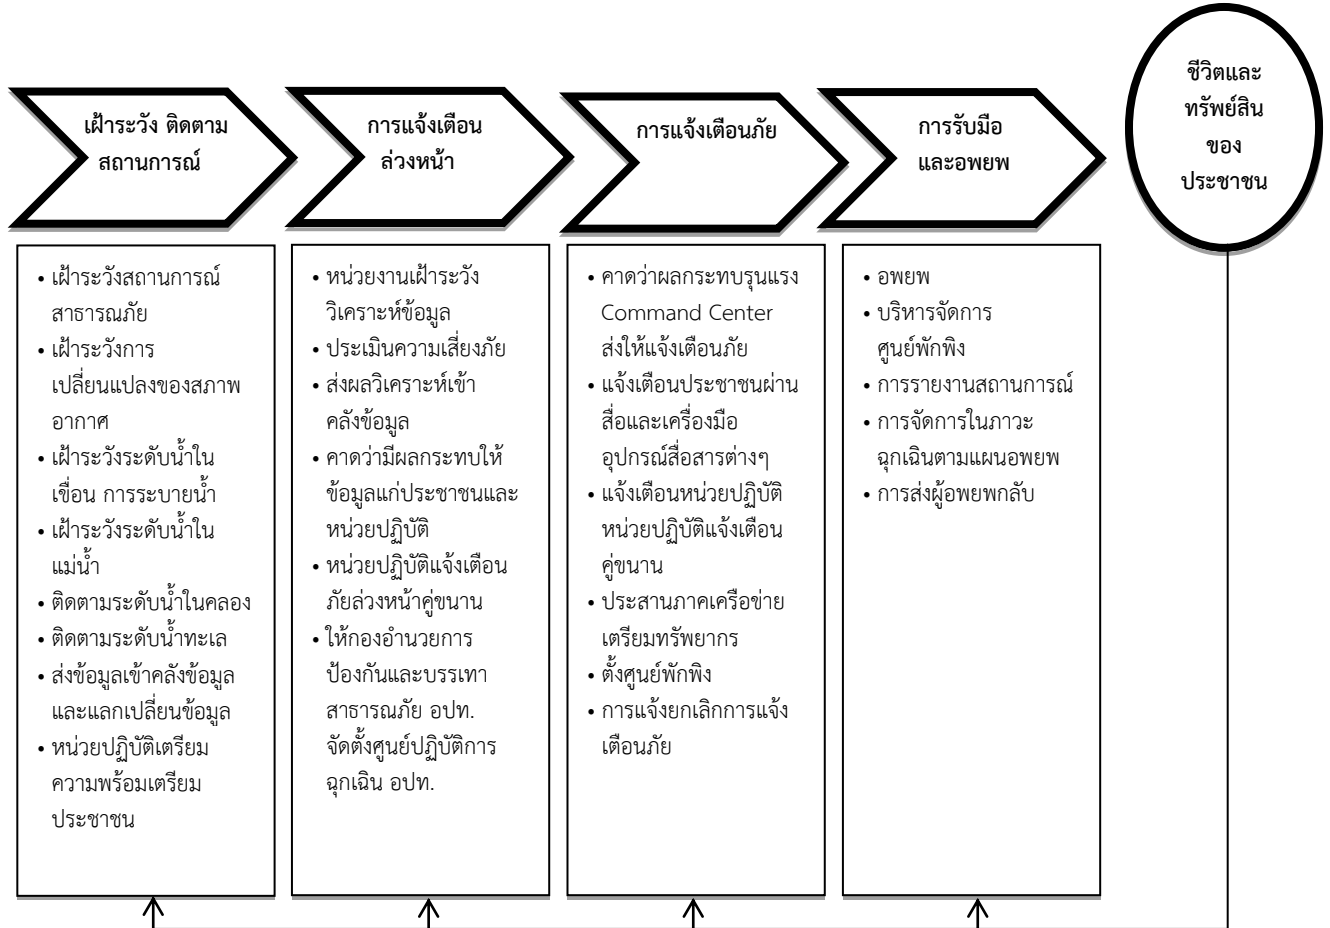 เฝ้าระวัง ติดตาม
สถานการณ์
การแจ้งเตือน
ล่วงหน้า
การแจ้งเตือนภัย
การรับมือ
และอพยพ
ชีวิตและ
ทรัพย์สิน
ของ
ประชาชน
• เฝ้าระวังสถานการณ์
สาธารณภัย
• เฝ้าระวังการ
เปลี่ยนแปลงของสภาพ
อากาศ
• เฝ้าระวังระดับน้ำใน
เขื่อน การระบายน้ำ
• เฝ้าระวังระดับน้ำใน
แม่น้ำ
• ติดตามระดับน้ำในคลอง
• ติดตามระดับน้ำทะเล
• ส่งข้อมูลเข้าคลังข้อมูล
และแลกเปลี่ยนข้อมูล
• หน่วยปฏิบัติเตรียม
ความพร้อมเตรียม
ประชาชน
• หน่วยงานเฝ้าระวัง
วิเคราะห์ข้อมูล
• ประเมินความเสี่ยงภัย
• ส่งผลวิเคราะห์เข้า
คลังข้อมูล
• คาดว่ามีผลกระทบให้
ข้อมูลแก่ประชาชนและ
หน่วยปฏิบัติ
• หน่วยปฏิบัติแจ้งเตือน
ภัยล่วงหน้าคู่ขนาน
• ให้กองอำนวยการ
ป้องกันและบรรเทา
สาธารณภัย อปท.
จัดตั้งศูนย์ปฏิบัติการ
ฉุกเฉิน อปท.
• คาดว่าผลกระทบรุนแรง
Command Center
ส่งให้แจ้งเตือนภัย
• แจ้งเตือนประชาชนผ่าน
สื่อและเครื่องมือ
อุปกรณ์สื่อสารต่างๆ
• แจ้งเตือนหน่วยปฏิบัติ
หน่วยปฏิบัติแจ้งเตือน
คู่ขนาน
• ประสานภาคเครือข่าย
เตรียมทรัพยากร
• ตั้งศูนย์พักพิง
• การแจ้งยกเลิกการแจ้ง
เตือนภัย
• อพยพ
• บริหารจัดการ
ศูนย์พักพิง
• การรายงานสถานการณ์
• การจัดการในภาวะ
ฉุกเฉินตามแผนอพยพ
• การส่งผู้อพยพกลับ